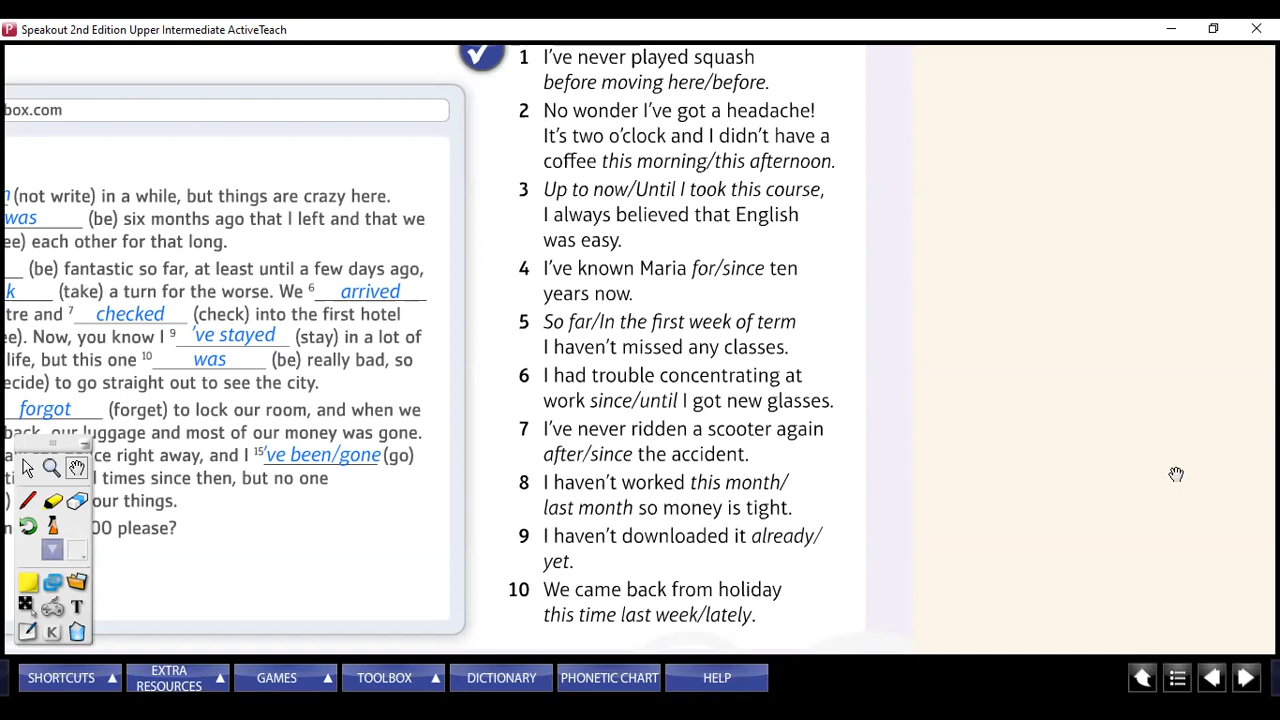 Speakout 2nd Edition Upper Intermediate ActiveTeach
box.com
(not write) in a while, but things are crazy here.
was (be) six months ago that I left and that we
ee) each other for that long.
(be) fantastic so far, at least until a few days ago,
k (take) a turn for the worse. We 6 arrived
tre and 7 checked (check) into the first hotel
ee). Now, you know I 9 've stayed (stay) in a lot of
life, but this one 10 was (be) really bad, so
ecide) to go straight out to see the city.
forgot (forget) to lock our room, and when we
back, our luggage and most of our money was gone.
ce right away, and I 15 've been/gone (go)
times since then, but no one
our things.
00 please?
1 I've never played squash
before moving here/before.
2 No wonder I've got a headache!
It's two o'clock and I didn't have a
coffee this morning/this afternoon.
3 Up to now/Until I took this course,
I always believed that English
was easy.
4 I've known Maria for/since ten
years now.
5 So far/In the first week of term
I haven't missed any classes.
6 I had trouble concentrating at
work since/until I got new glasses.
7 I've never ridden a scooter again
after/since the accident.
8 I haven't worked this month/
last month so money is tight.
9 I haven't downloaded it already/
yet.
10 We came back from holiday
this time last week/lately.
T
K
SHORTCUTS
EXTRA
RESOURCES
GAMES
TOOLBOX
DICTIONARY
PHONETIC CHART
HELP